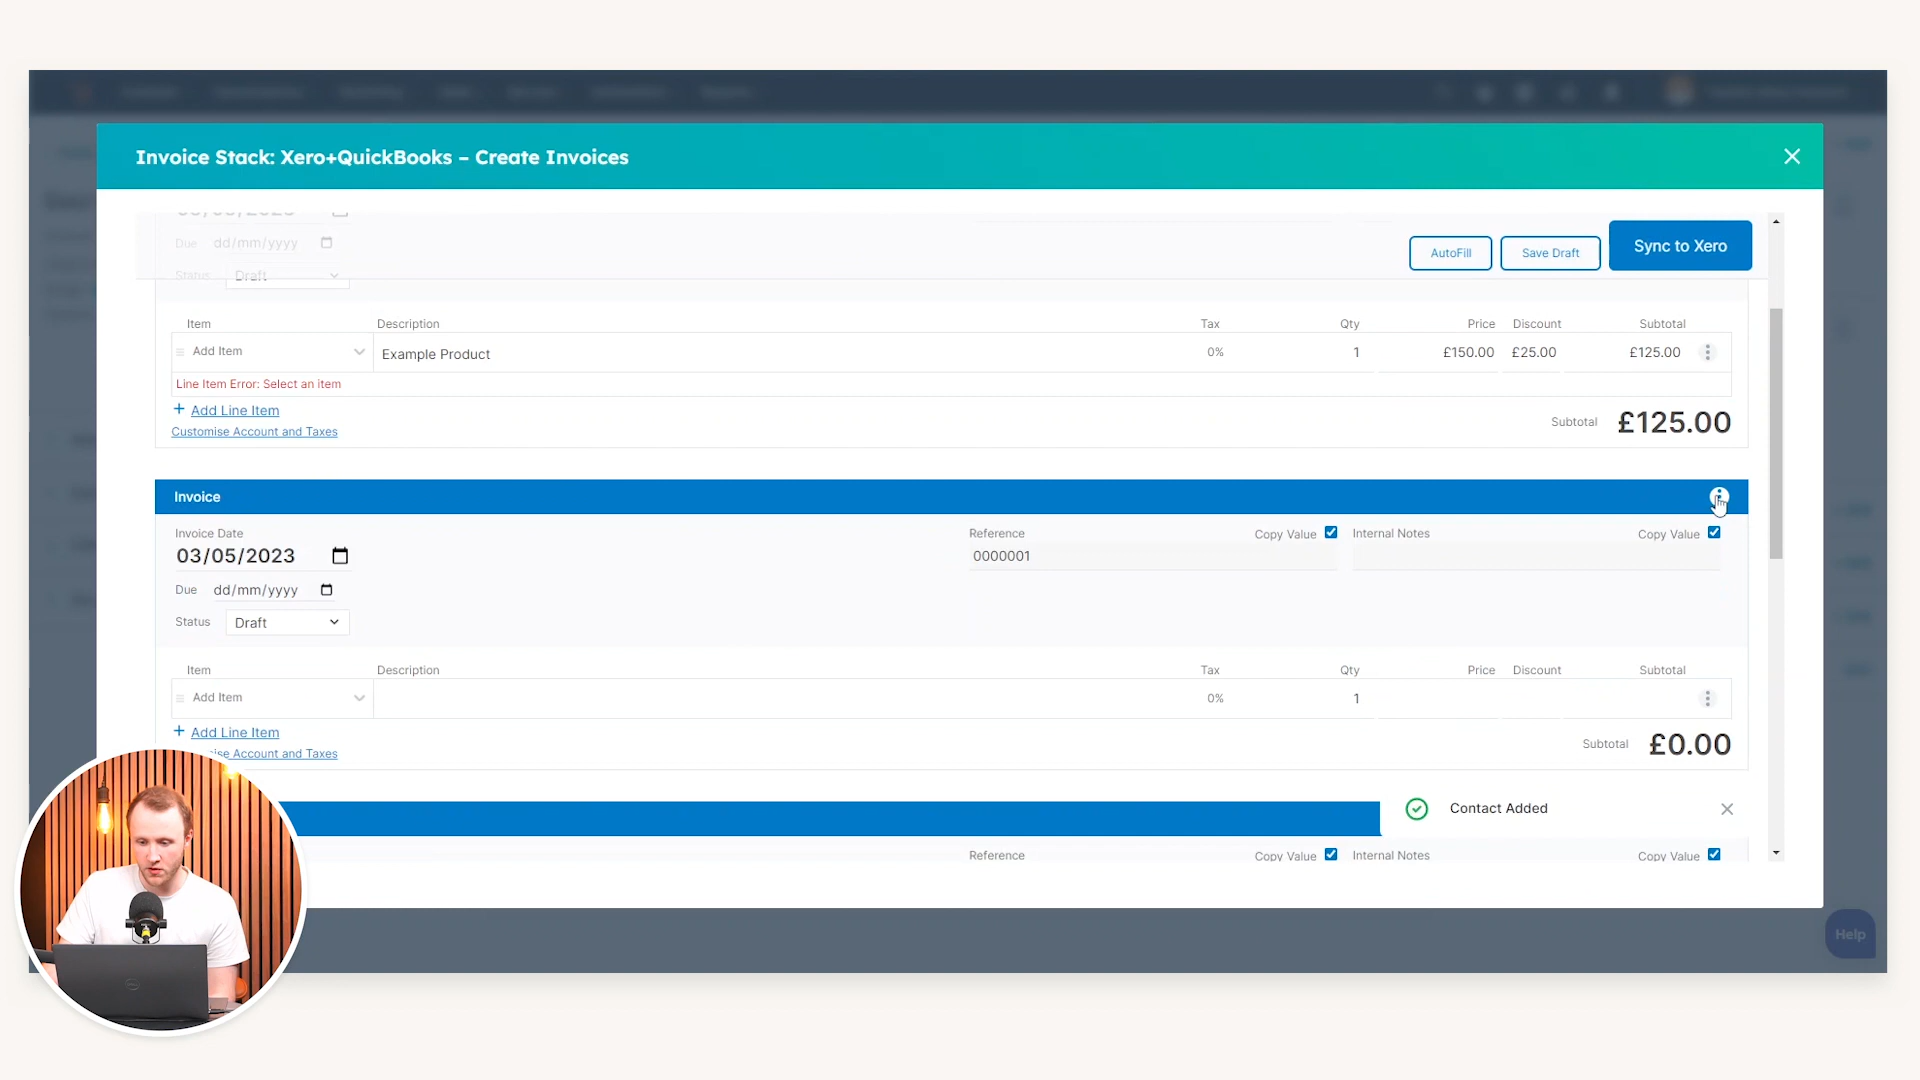 Invoice Stack: Xero+QuickBooks – Create Invoices
Due dd/mm/yyyy
Status Draft
AutoFill
Save Draft
Sync to Xero
Item Description Tax Qty Price Discount Subtotal
Add Item Example Product 0% 1 £150.00 £25.00 £125.00
Line Item Error: Select an item
+ Add Line Item
Customise Account and Taxes
Subtotal £125.00
Invoice
Invoice Date Reference Copy Value Internal Notes Copy Value
03/05/2023 0000001
Due dd/mm/yyyy
Status Draft
Item Description Tax Qty Price Discount Subtotal
Add Item 0% 1
+ Add Line Item
Account and Taxes
Subtotal £0.00
Contact Added
Reference Copy Value Internal Notes Copy Value
Help